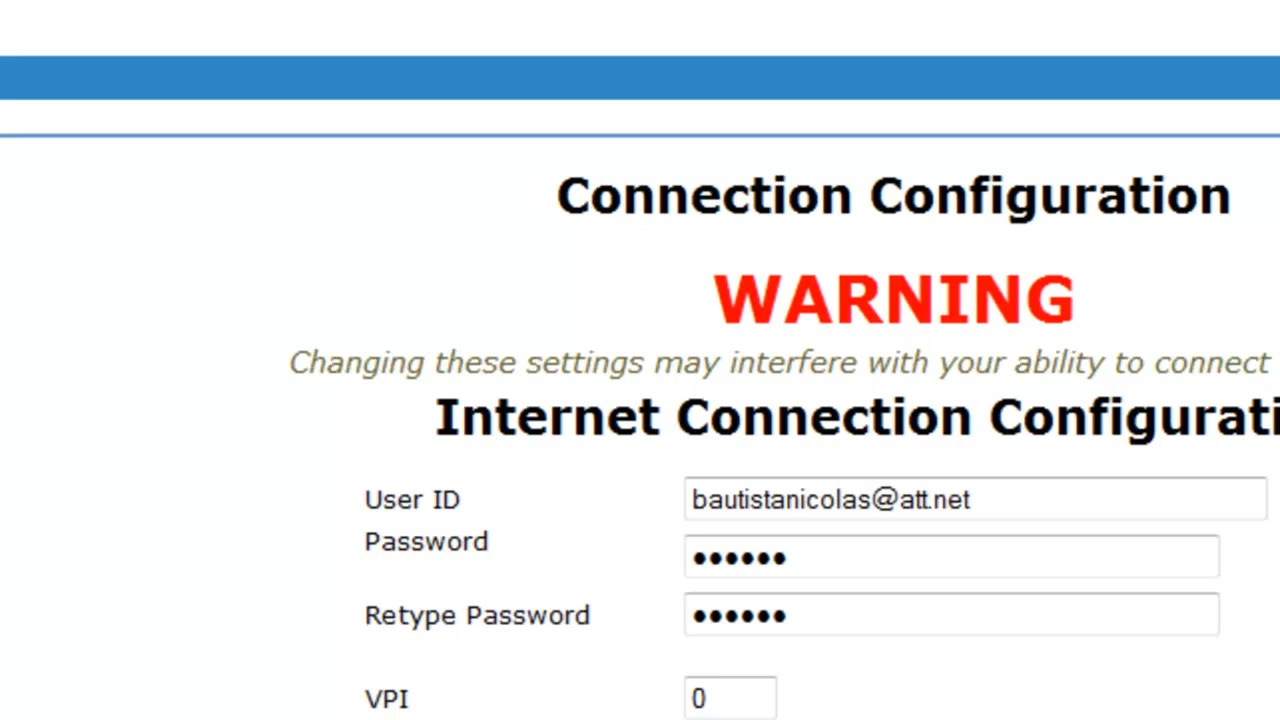 Connection Configuration
WARNING
Changing these settings may interfere with your ability to connect
Internet Connection Configurati
User ID bautistanicolas@att.net
Password ••••••
Retype Password ••••••
VPI 0